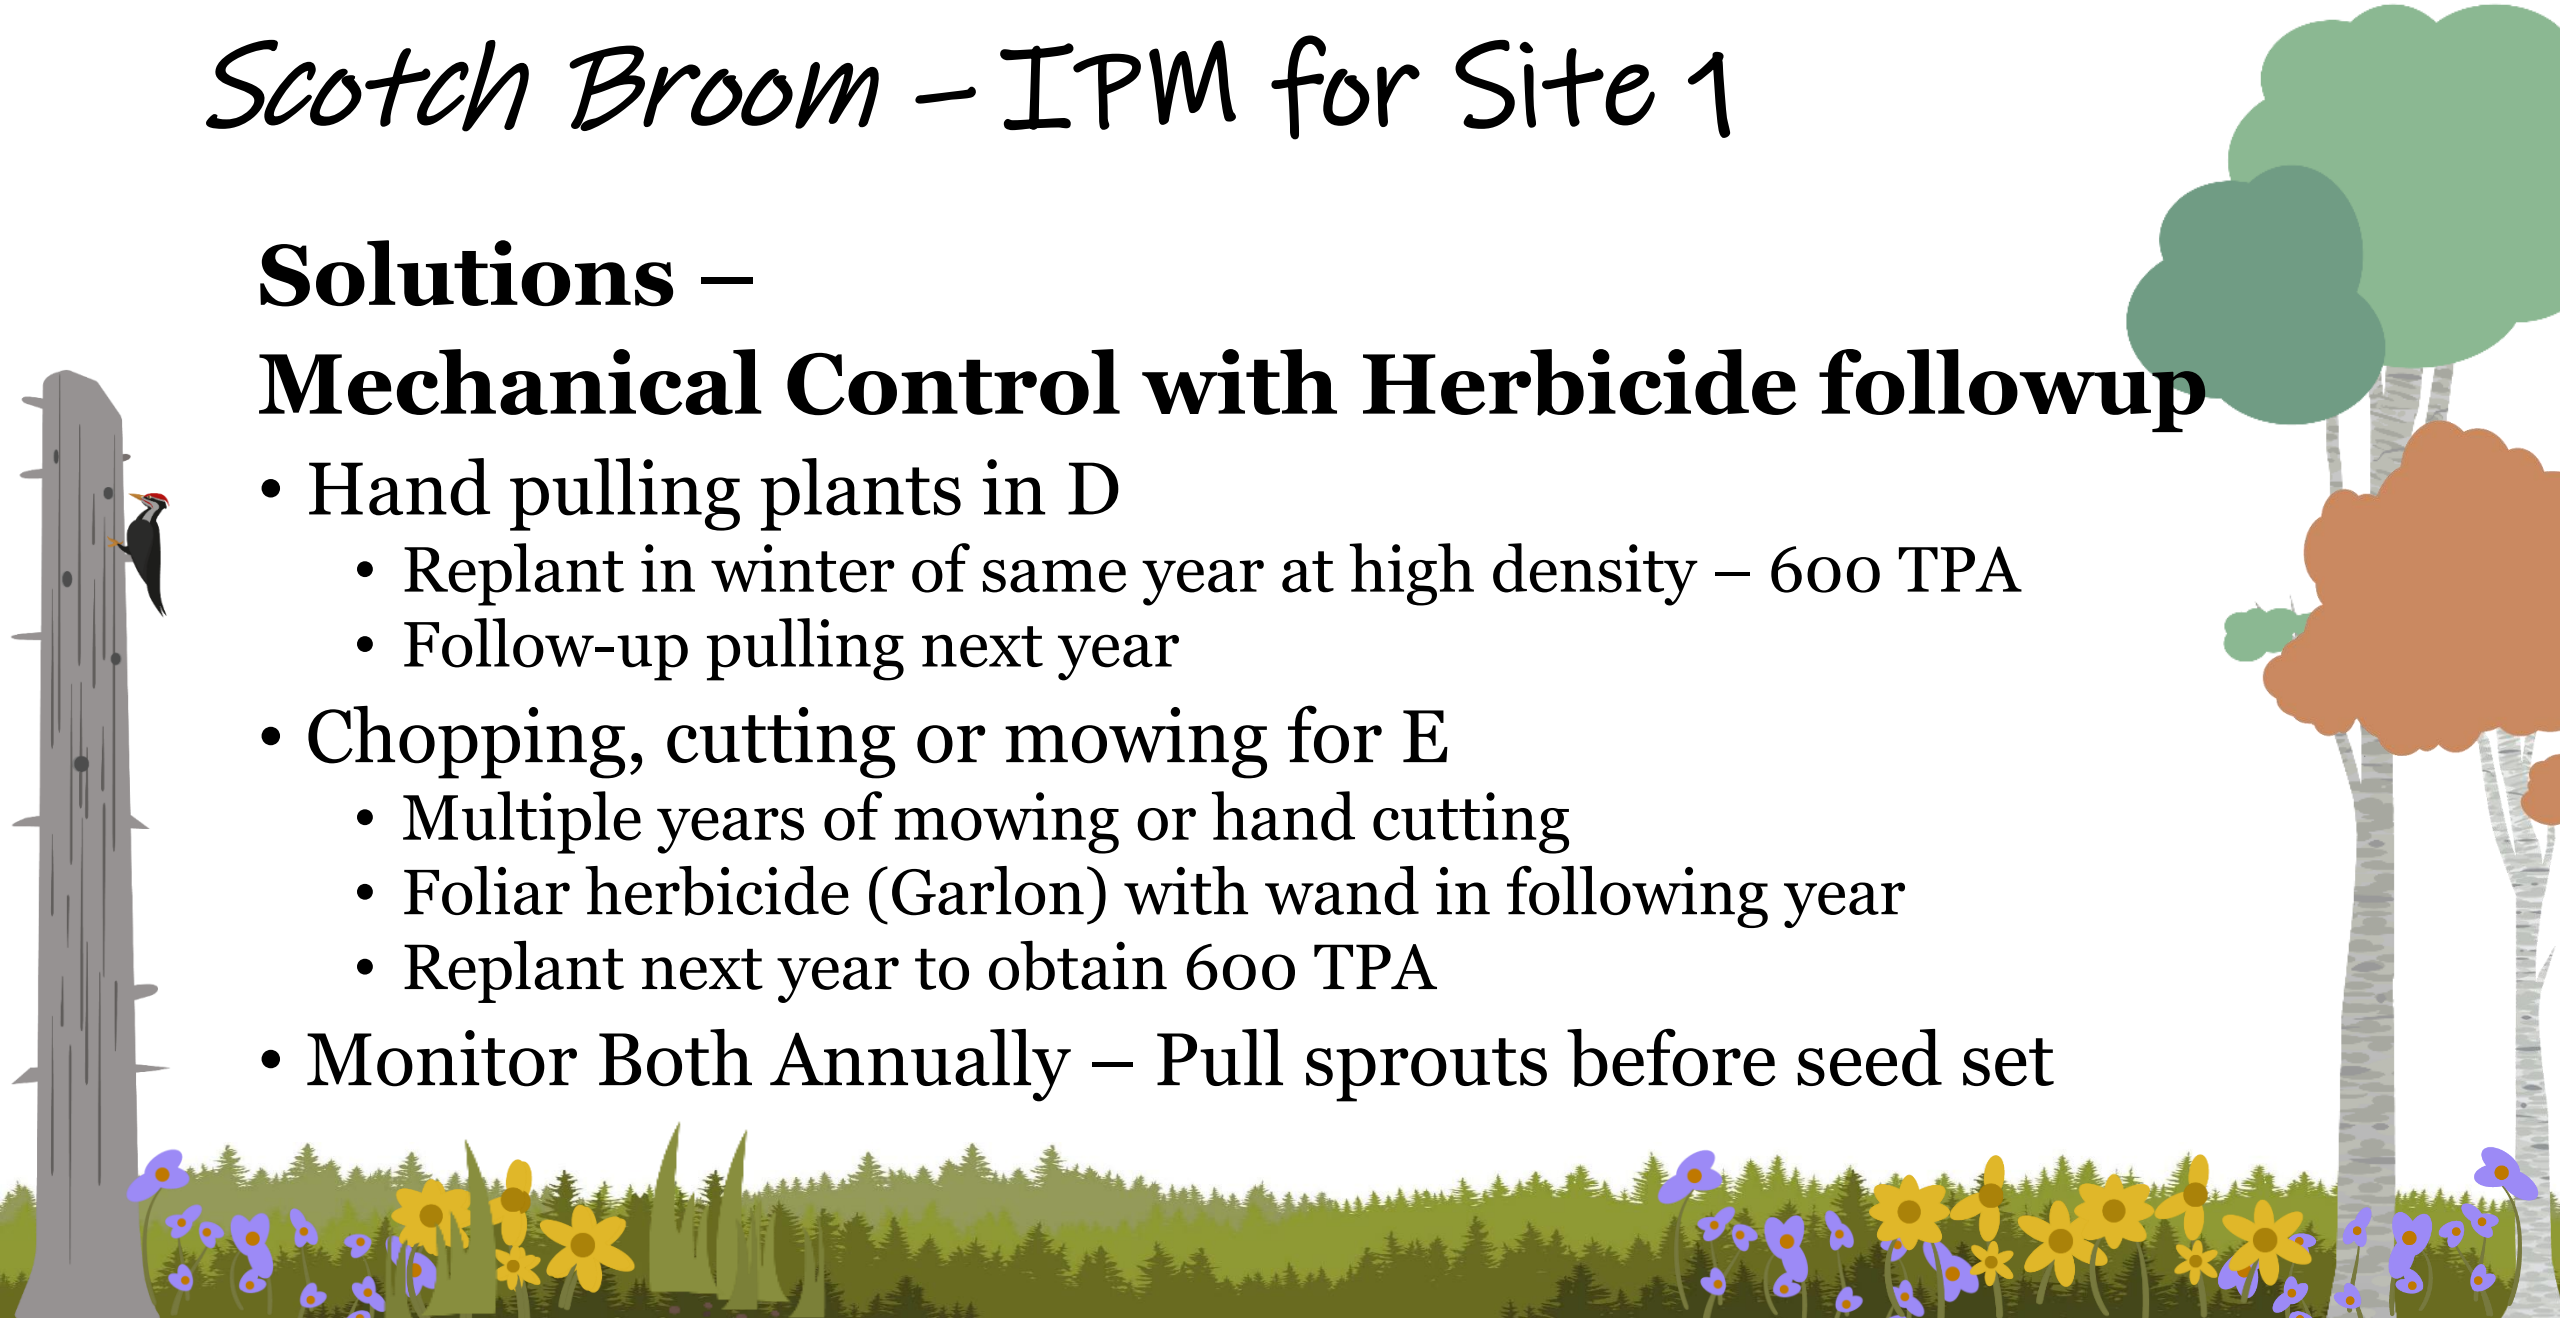 Scotch Broom – IPM for Site 1
Solutions –
Mechanical Control with Herbicide followup
• Hand pulling plants in D
• Replant in winter of same year at high density – 600 TPA
• Follow-up pulling next year
• Chopping, cutting or mowing for E
• Multiple years of mowing or hand cutting
• Foliar herbicide (Garlon) with wand in following year
• Replant next year to obtain 600 TPA
• Monitor Both Annually – Pull sprouts before seed set